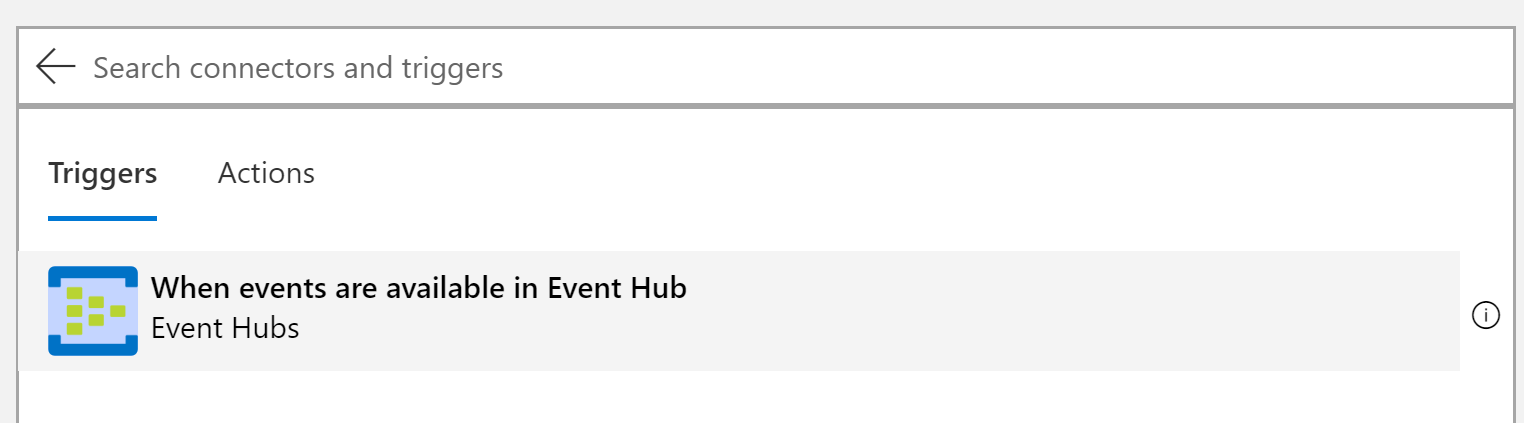 Search connectors and triggers
Triggers Actions
When events are available in Event Hub
Event Hubs